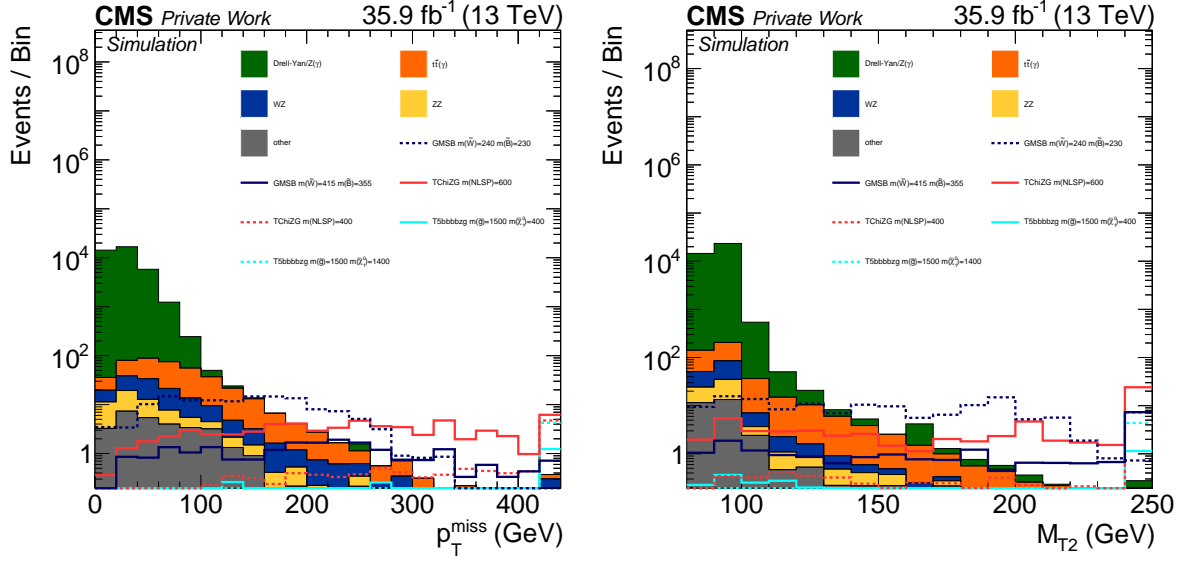 CMS Private Work 35.9 fb⁻¹ (13 TeV)
Simulation
Events / Bin
Drell-Yan/Z(γ) tt̄(γ)
WZ ZZ
other GMSB m(W̃)=240 m(B̃)=230
GMSB m(W̃)=415 m(B̃)=355 TChiZG m(NLSP)=600
TChiZG m(NLSP)=400 T5bbbbzg m(g̃)=1500 m(χ̃⁰₁)=400
T5bbbbzg m(g̃)=1500 m(χ̃⁰₁)=1400
10⁸
10⁶
10⁴
10²
1
0 100 200 300 400
p_T^miss (GeV)
CMS Private Work 35.9 fb⁻¹ (13 TeV)
Simulation
Events / Bin
Drell-Yan/Z(γ) tt̄(γ)
WZ ZZ
other GMSB m(W̃)=240 m(B̃)=230
GMSB m(W̃)=415 m(B̃)=355 TChiZG m(NLSP)=600
TChiZG m(NLSP)=400 T5bbbbzg m(g̃)=1500 m(χ̃⁰₁)=400
T5bbbbzg m(g̃)=1500 m(χ̃⁰₁)=1400
10⁸
10⁶
10⁴
10²
1
100 150 200 250
M_T2 (GeV)